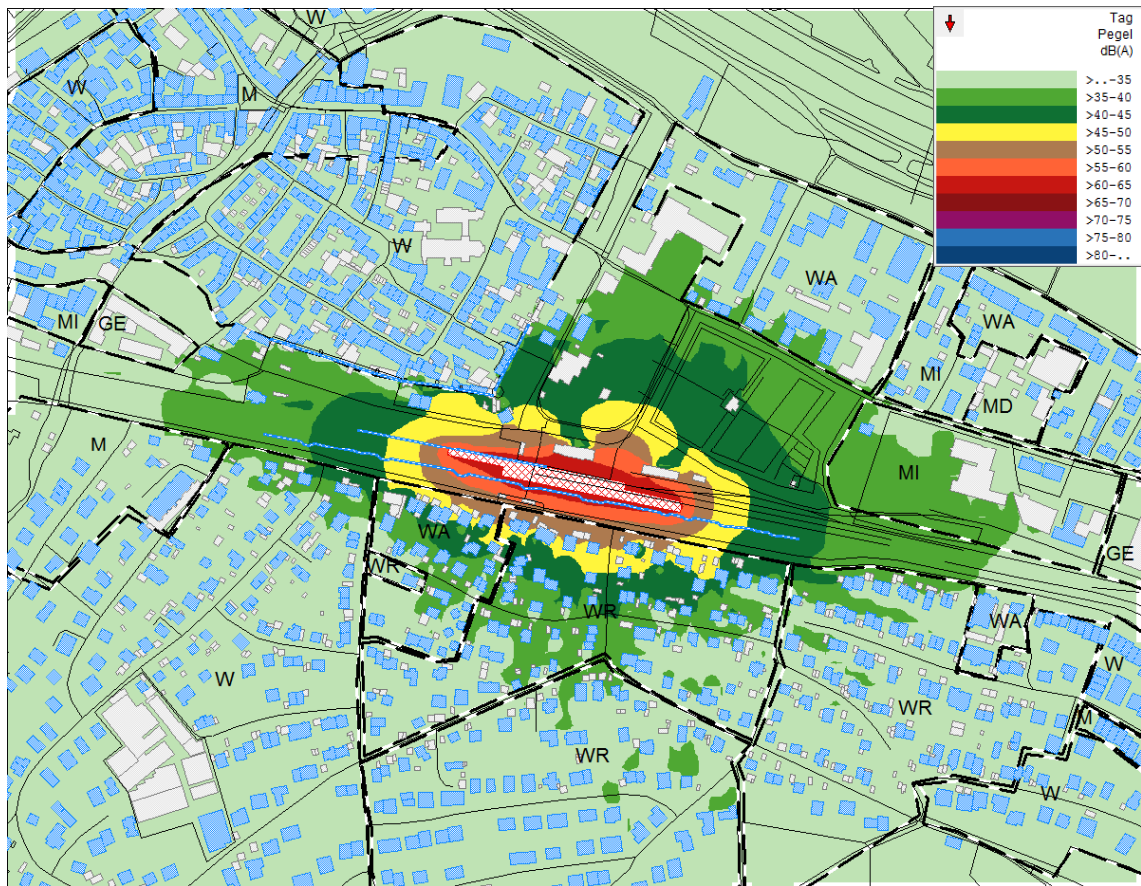 Tag
Pegel
dB(A)
>..-35
>35-40
>40-45
>45-50
>50-55
>55-60
>60-65
>65-70
>70-75
>75-80
>80-..
W
W
M
W
WA
MI
GE
WA
MI
MD
M
MI
WA
GE
WR
WR
WA
W
W
WR
M
WR
W